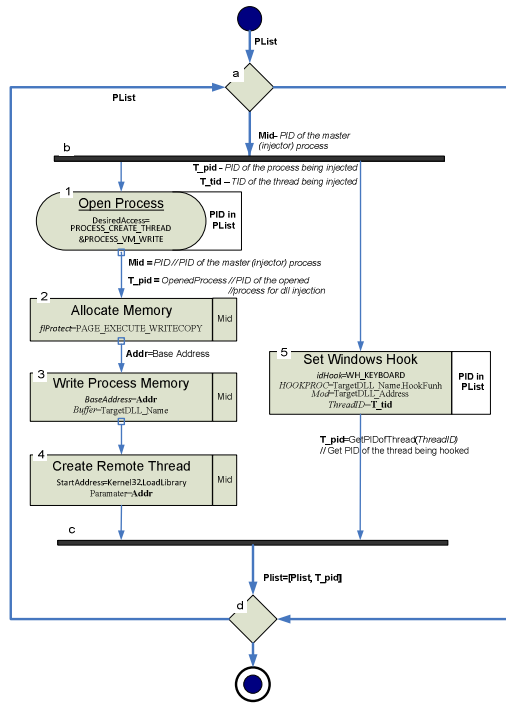 PList
a
PList
Mid- PID of the master
(injector) process
b
T_pid - PID of the process being injected
T_tid – TID of the thread being injected
1
Open Process
DesiredAccess=
PROCESS_CREATE_THREAD
&PROCESS_VM_WRITE
PID in
PList
Mid = PID // PID of the master (injector) process
T_pid = OpenedProcess // PID of the opened
//process for dll injection
2
Allocate Memory
flProtect=PAGE_EXECUTE_WRITECOPY
Mid
Addr=Base Address
3
Write Process Memory
BaseAddress=Addr
Buffer=TargetDLL_Name
Mid
5
Set Windows Hook
idHook=WH_KEYBOARD
HOOKPROC=TargetDLL_Name.HookFunh
Mod=TargetDLL_Address
ThreadID=T_tid
PID in
PList
T_pid=GetPIDofThread(ThreadID)
// Get PID of the thread being hooked
4
Create Remote Thread
StartAddress=Kernel32.LoadLibrary
Paramater=Addr
Mid
c
Plist=[Plist, T_pid]
d